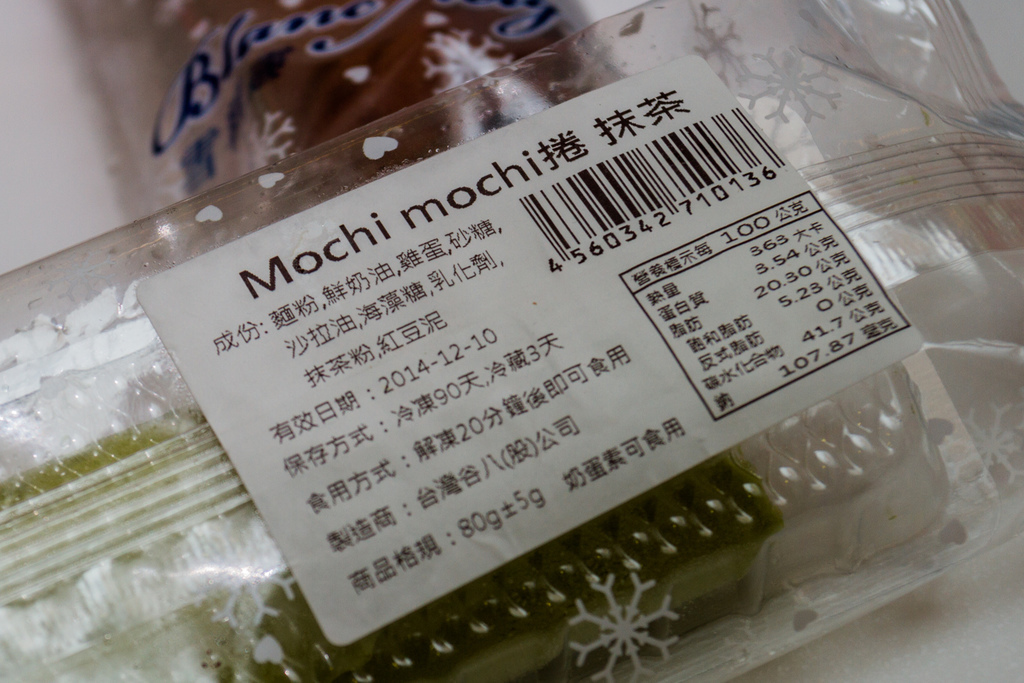 Mochi mochi捲 抹茶
4 560342 710136
成份: 麵粉,鮮奶油,雞蛋,砂糖,
沙拉油,海藻糖,乳化劑,
抹茶粉,紅豆泥
有效日期：2014-12-10
保存方式：冷凍90天,冷藏3天
食用方式：解凍20分鐘後即可食用
製造商：台灣谷八(股)公司
商品格規：80g±5g 奶蛋素可食用
營養標示每 100 公克
熱量 363 大卡
蛋白質 3.54 公克
脂肪 20.30 公克
飽和脂肪 5.23 公克
反式脂肪 0 公克
碳水化合物 41.7 公克
鈉 107.87 毫克